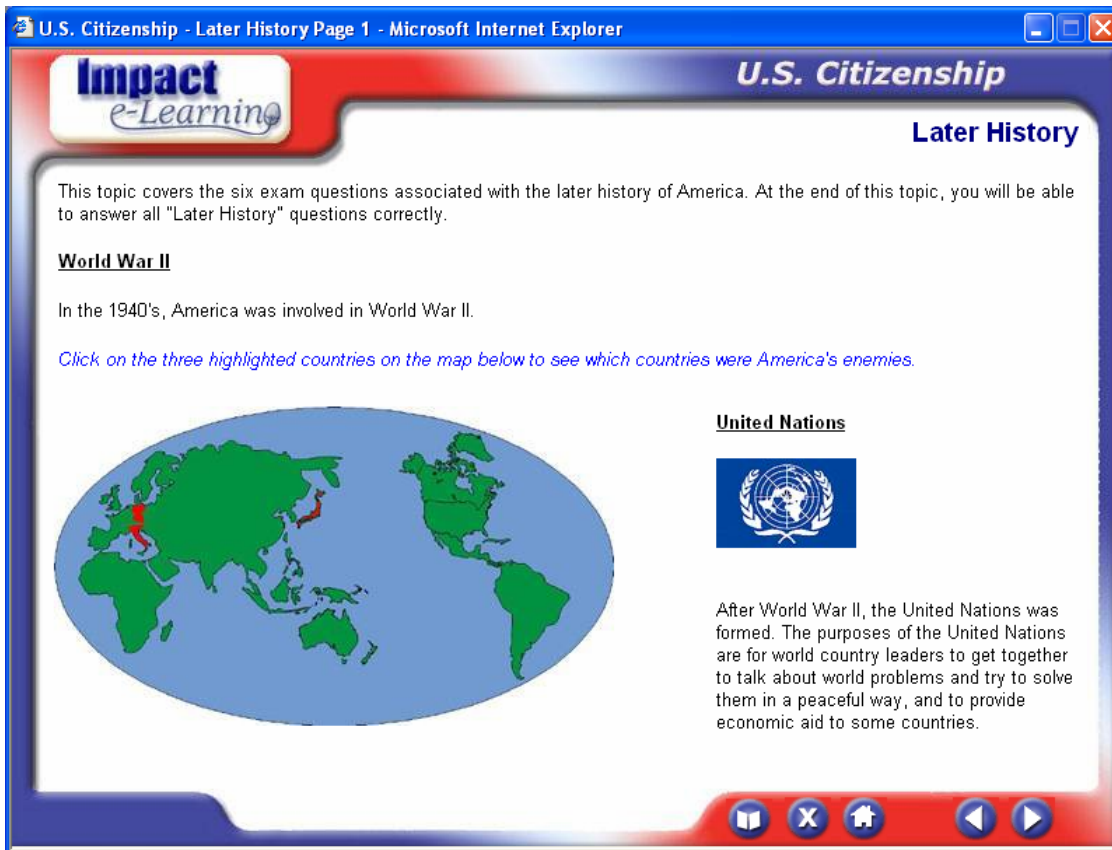 U.S. Citizenship - Later History Page 1 - Microsoft Internet Explorer
Impact
e-Learning
U.S. Citizenship
Later History
This topic covers the six exam questions associated with the later history of America. At the end of this topic, you will be able
to answer all "Later History" questions correctly.
World War II
In the 1940's, America was involved in World War II.
Click on the three highlighted countries on the map below to see which countries were America's enemies.
United Nations
After World War II, the United Nations was
formed. The purposes of the United Nations
are for world country leaders to get together
to talk about world problems and try to solve
them in a peaceful way, and to provide
economic aid to some countries.